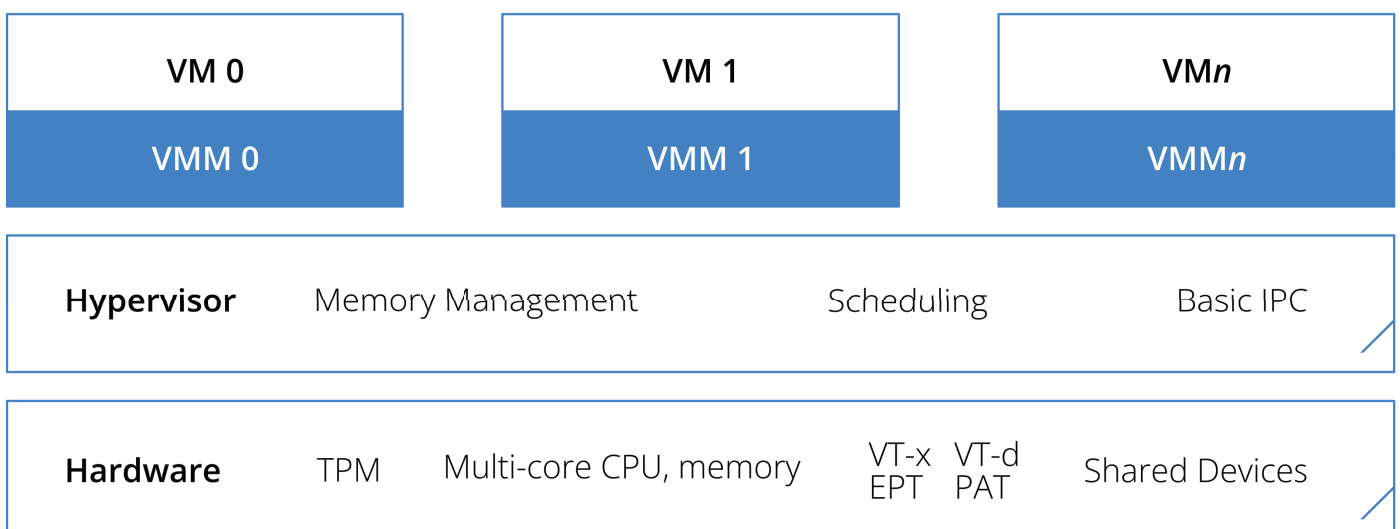 VM 0
VM 1
VMn
VMM 0
VMM 1
VMMn
Hypervisor Memory Management Scheduling Basic IPC
Hardware TPM Multi-core CPU, memory VT-x VT-d Shared Devices
EPT PAT